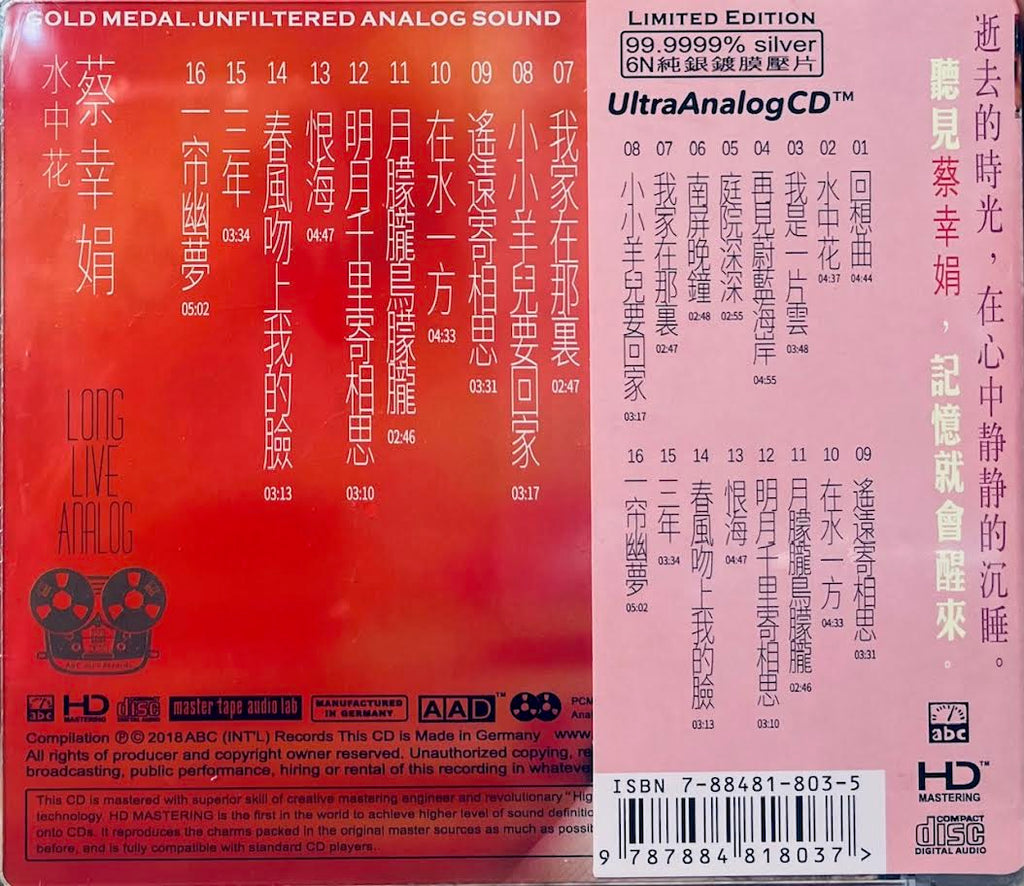 GOLD MEDAL.UNFILTERED ANALOG SOUND
蔡幸娟
水中花
07 我家在那裏 02:47
08 小小羊兒要回家 03:17
09 遙遠寄相思 03:31
10 在水一方 04:33
11 月朦朧鳥朦朧 02:46
12 明月千里寄相思 03:10
13 恨海 04:47
14 春風吻上我的臉 03:13
15 三年 03:34
16 一帘幽夢 05:02
LONG
LIVE
ANALOG
abc
HD
MASTERING
disc
DIGITAL AUDIO
master tape audio lab
MANUFACTURED
IN GERMANY
AAD™
PCM
Ana
Compilation ℗ © 2018 ABC (INT'L) Records This CD is Made in Germany www.
All rights of producer and copyright owner reserved. Unauthorized copying, re
broadcasting, public performance, hiring or rental of this recording in whateve
This CD is mastered with superior skill of creative mastering engineer and revolutionary "Hig
technology. HD MASTERING is the first in the world to achieve higher level of sound definitio
onto CDs. It reproduces the charms packed in the original master sources as much as possib
before, and is fully compatible with standard CD players..
LIMITED EDITION
99.9999% silver
6N純銀鍍膜壓片
UltraAnalogCD™
01 回想曲 04:44
02 水中花 04:37
03 我是一片雲 03:48
04 再見蔚藍海岸 04:55
05 庭院深深 02:55
06 南屏晚鐘 02:48
07 我家在那裏 02:47
08 小小羊兒要回家 03:17
09 遙遠寄相思 03:31
10 在水一方 04:33
11 月朦朧鳥朦朧 02:46
12 明月千里寄相思 03:10
13 恨海 04:47
14 春風吻上我的臉 03:13
15 三年 03:34
16 一帘幽夢 05:02
逝去的時光，在心中静静的沉睡。
聽見蔡幸娟，記憶就會醒來。
abc
HD™
MASTERING
COMPACT
disc
DIGITAL AUDIO
ISBN 7-88481-803-5
9 787884 818037 >